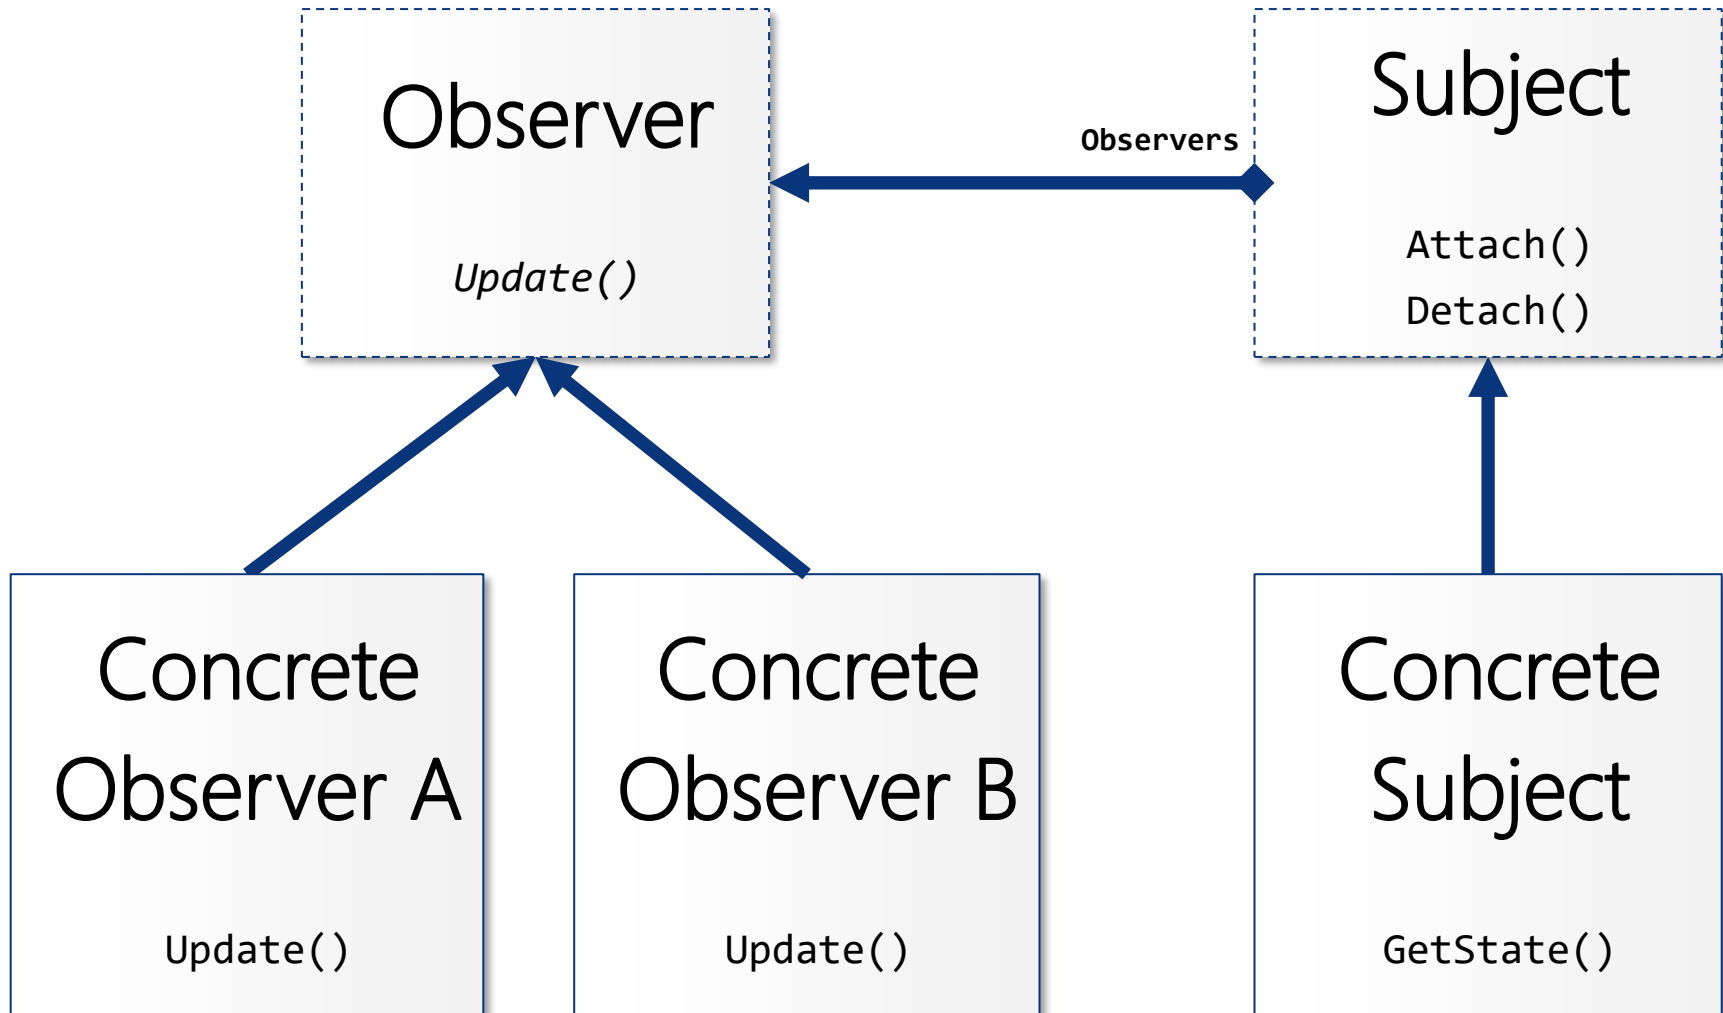 Observer
Update()
Observers
Subject
Attach()
Detach()
Concrete
Observer A
Update()
Concrete
Observer B
Update()
Concrete
Subject
GetState()